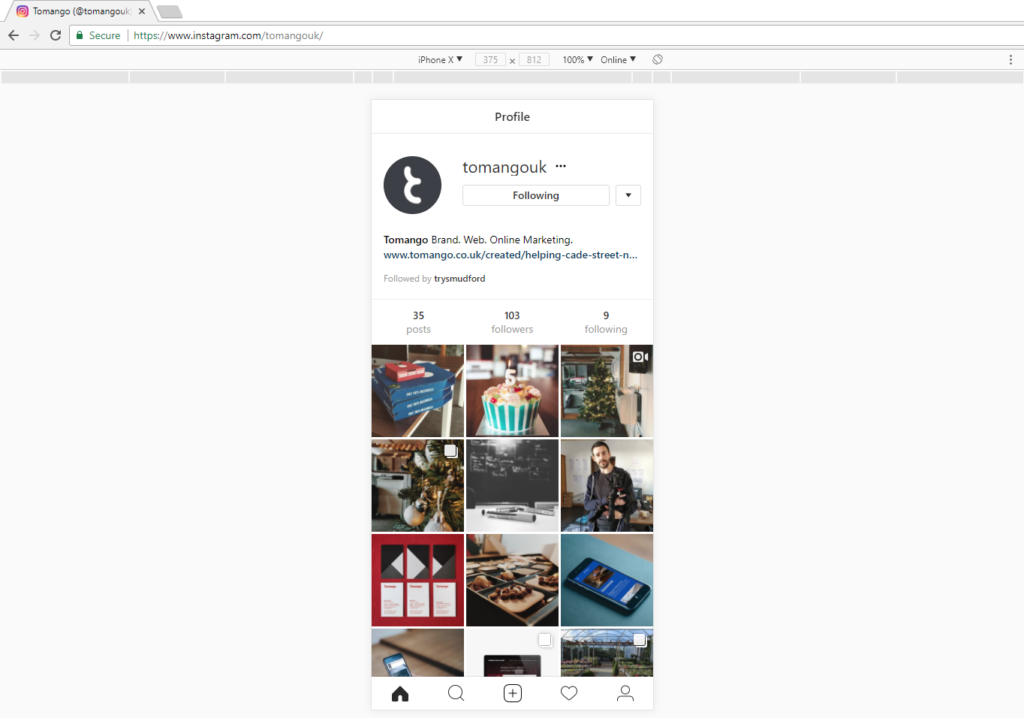 Tomango (@tomangouk)
Secure https://www.instagram.com/tomangouk/
iPhone X 375 x 812 100% Online
Profile
tomangouk ...
Following
Tomango Brand. Web. Online Marketing.
www.tomango.co.uk/created/helping-cade-street-n...
Followed by trysmudford
35 103 9
posts followers following
5